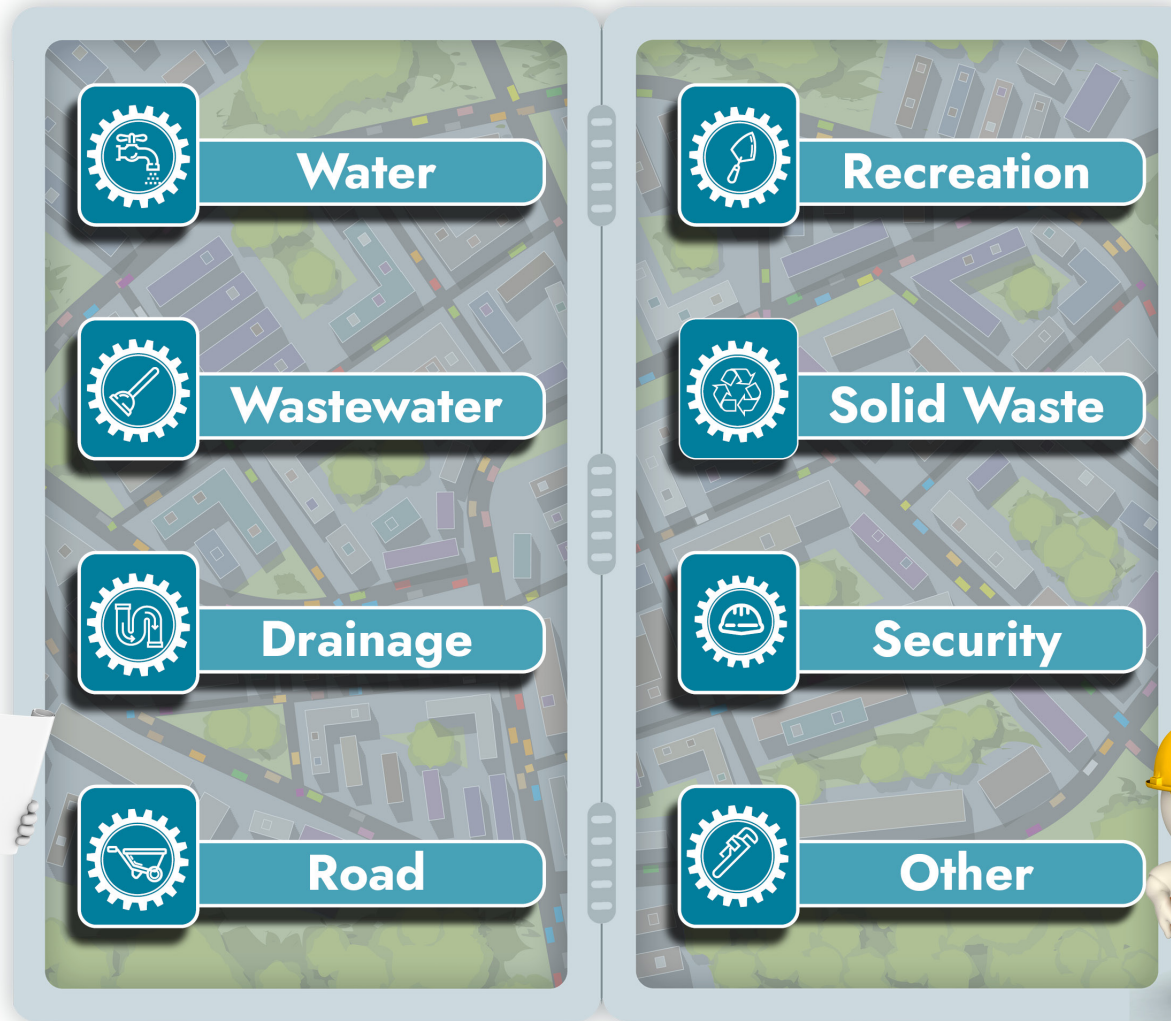 Water
Wastewater
Drainage
Road
Recreation
Solid Waste
Security
Other